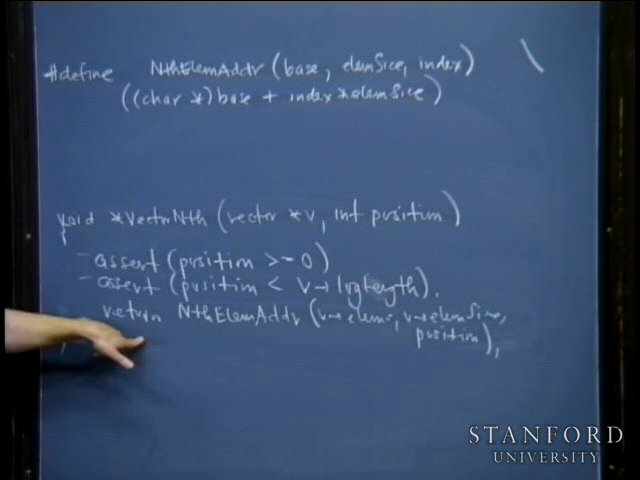 #define NthElemAddr (base, elemSize, index) \
((char *)base + index * elemSize)
void *VectorNth (vector *v, int position)
{
assert (position >= 0)
assert (position < v→logLength),
return NthElemAddr (v→elems, v→elemSize,
position),
STANFORD
UNIVERSITY